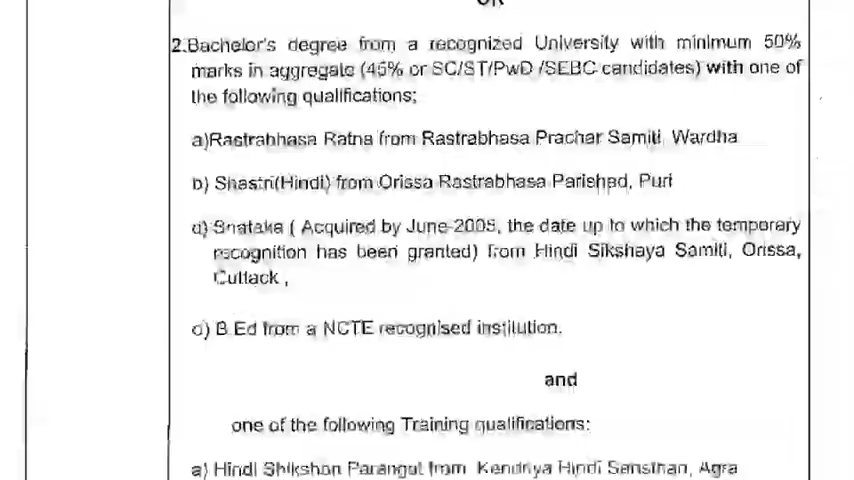 OR
2.Bachelor's degree from a recognized University with minimum 50%
marks in aggregate (45% or SC/ST/PwD /SEBC candidates) with one of
the following qualifications;
a)Rastrabhasa Ratna from Rastrabhasa Prachar Samiti, Wardha
b) Shastri(Hindi) from Orissa Rastrabhasa Parishad, Puri
Snataka ( Acquired by June-2005, the date up to which the temporary
recognition has been granted) from Hindi Sikshaya Samiti, Orissa,
Cuttack ,
d) B Ed from a NCTE recognised institution.
and
one of the following Training qualifications:
a) Hindi Shikshan Parangat from Kendriya Hindi Sansthan, Agra